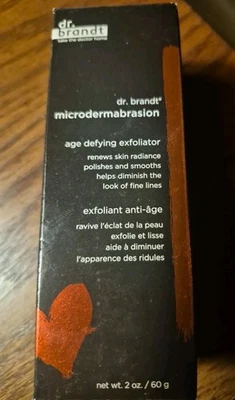 dr.
brandt
take the doctor home
dr. brandt®
microdermabrasion
age defying exfoliator
renews skin radiance
polishes and smooths
helps diminish the
look of fine lines
exfoliant anti-âge
ravive l'éclat de la peau
exfolie et lisse
aide à diminuer
l'apparence des ridules
net wt. 2 oz. / 60 g